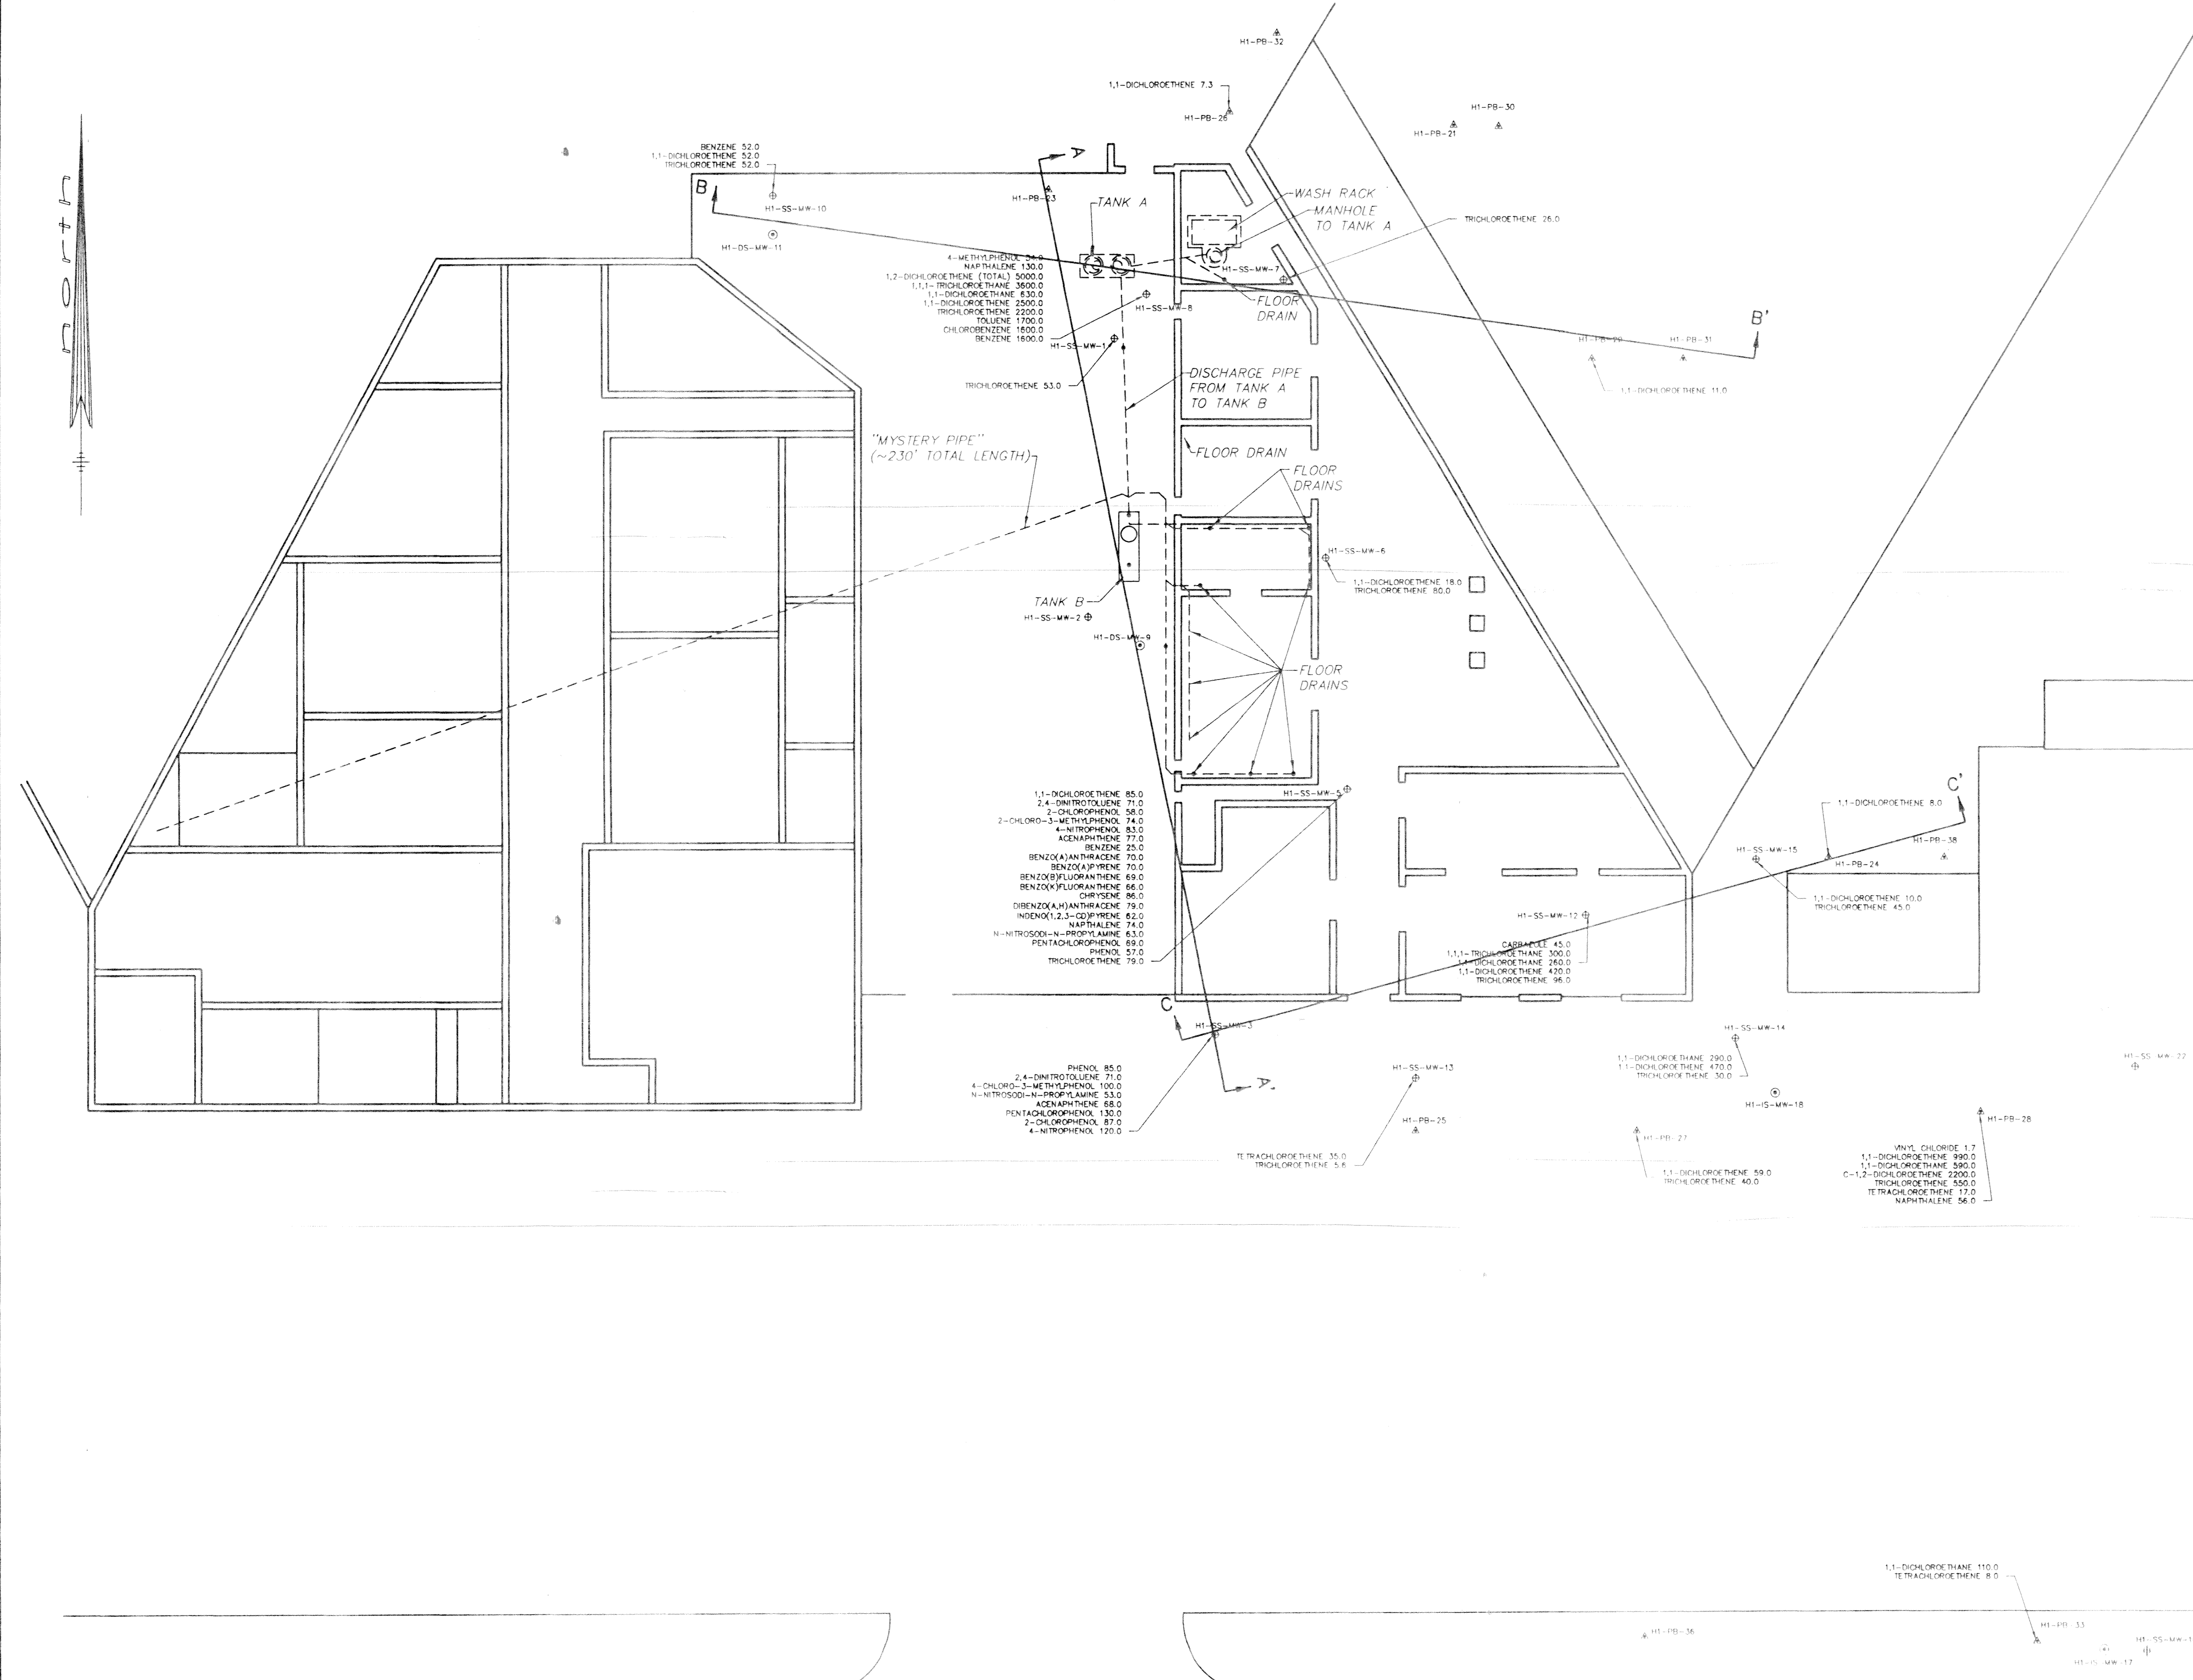 H1-PB-32
1,1-DICHLOROETHENE 7.3
H1-PB-26
H1-PB-30
H1-PB-21
north
BENZENE 52.0
1,1-DICHLOROETHENE 52.0
TRICHLOROETHENE 52.0
H1-SS-MW-10
H1-DS-MW-11
B
A
H1-PB-23
TANK A
WASH RACK
MANHOLE
TO TANK A
TRICHLOROETHENE 26.0
4-METHYLPHENOL 54.0
NAPTHALENE 130.0
1,2-DICHLOROETHENE (TOTAL) 5000.0
1,1,1-TRICHLOROETHANE 3600.0
1,1-DICHLOROETHANE 630.0
1,1-DICHLOROETHENE 2500.0
TRICHLOROETHENE 2200.0
TOLUENE 1700.0
CHLOROBENZENE 1600.0
BENZENE 1600.0
H1-SS-MW-7
FLOOR
DRAIN
H1-SS-MW-8
H1-SS-MW-1
TRICHLOROETHENE 53.0
B'
H1-PB-29
H1-PB-31
1,1-DICHLOROETHENE 11.0
DISCHARGE PIPE
FROM TANK A
TO TANK B
"MYSTERY PIPE"
(~230' TOTAL LENGTH)
FLOOR DRAIN
FLOOR
DRAINS
H1-SS-MW-6
1,1-DICHLOROETHENE 18.0
TRICHLOROETHENE 80.0
TANK B
H1-SS-MW-2
H1-DS-MW-9
FLOOR
DRAINS
1,1-DICHLOROETHENE 85.0
2,4-DINITROTOLUENE 71.0
2-CHLOROPHENOL 58.0
2-CHLORO-3-METHYLPHENOL 74.0
4-NITROPHENOL 83.0
ACENAPHTHENE 77.0
BENZENE 25.0
BENZO(A)ANTHRACENE 70.0
BENZO(A)PYRENE 70.0
BENZO(B)FLUORANTHENE 69.0
BENZO(K)FLUORANTHENE 66.0
CHRYSENE 86.0
DIBENZO(A,H)ANTHRACENE 79.0
INDENO(1,2,3-CD)PYRENE 62.0
NAPTHALENE 74.0
N-NITROSODI-N-PROPYLAMINE 63.0
PENTACHLOROPHENOL 69.0
PHENOL 57.0
TRICHLOROETHENE 79.0
H1-SS-MW-5
C'
1,1-DICHLOROETHENE 8.0
H1-PB-38
H1-SS-MW-15
H1-PB-24
1,1-DICHLOROETHENE 10.0
TRICHLOROETHENE 45.0
H1-SS-MW-12
CARBAZOLE 45.0
1,1,1-TRICHLOROETHANE 300.0
1,1-DICHLOROETHANE 260.0
1,1-DICHLOROETHENE 420.0
TRICHLOROETHENE 96.0
C
H1-SS-MW-3
A'
PHENOL 85.0
2,4-DINITROTOLUENE 71.0
4-CHLORO-3-METHYLPHENOL 100.0
N-NITROSODI-N-PROPYLAMINE 53.0
ACENAPHTHENE 68.0
PENTACHLOROPHENOL 130.0
2-CHLOROPHENOL 87.0
4-NITROPHENOL 120.0
H1-SS-MW-13
H1-PB-25
TETRACHLOROETHENE 35.0
TRICHLOROETHENE 5.6
H1-SS-MW-14
1,1-DICHLOROETHANE 290.0
1,1-DICHLOROETHENE 470.0
TRICHLOROETHENE 30.0
H1-IS-MW-18
H1-SS-MW-22
H1-PB-27
1,1-DICHLOROETHENE 59.0
TRICHLOROETHENE 40.0
H1-PB-28
VINYL CHLORIDE 1.7
1,1-DICHLOROETHENE 990.0
1,1-DICHLOROETHANE 590.0
C-1,2-DICHLOROETHENE 2200.0
TRICHLOROETHENE 550.0
TETRACHLOROETHENE 17.0
NAPHTHALENE 56.0
1,1-DICHLOROETHANE 110.0
TETRACHLOROETHENE 8.0
H1-PB-36
H1-PB-33
H1-IS-MW-17